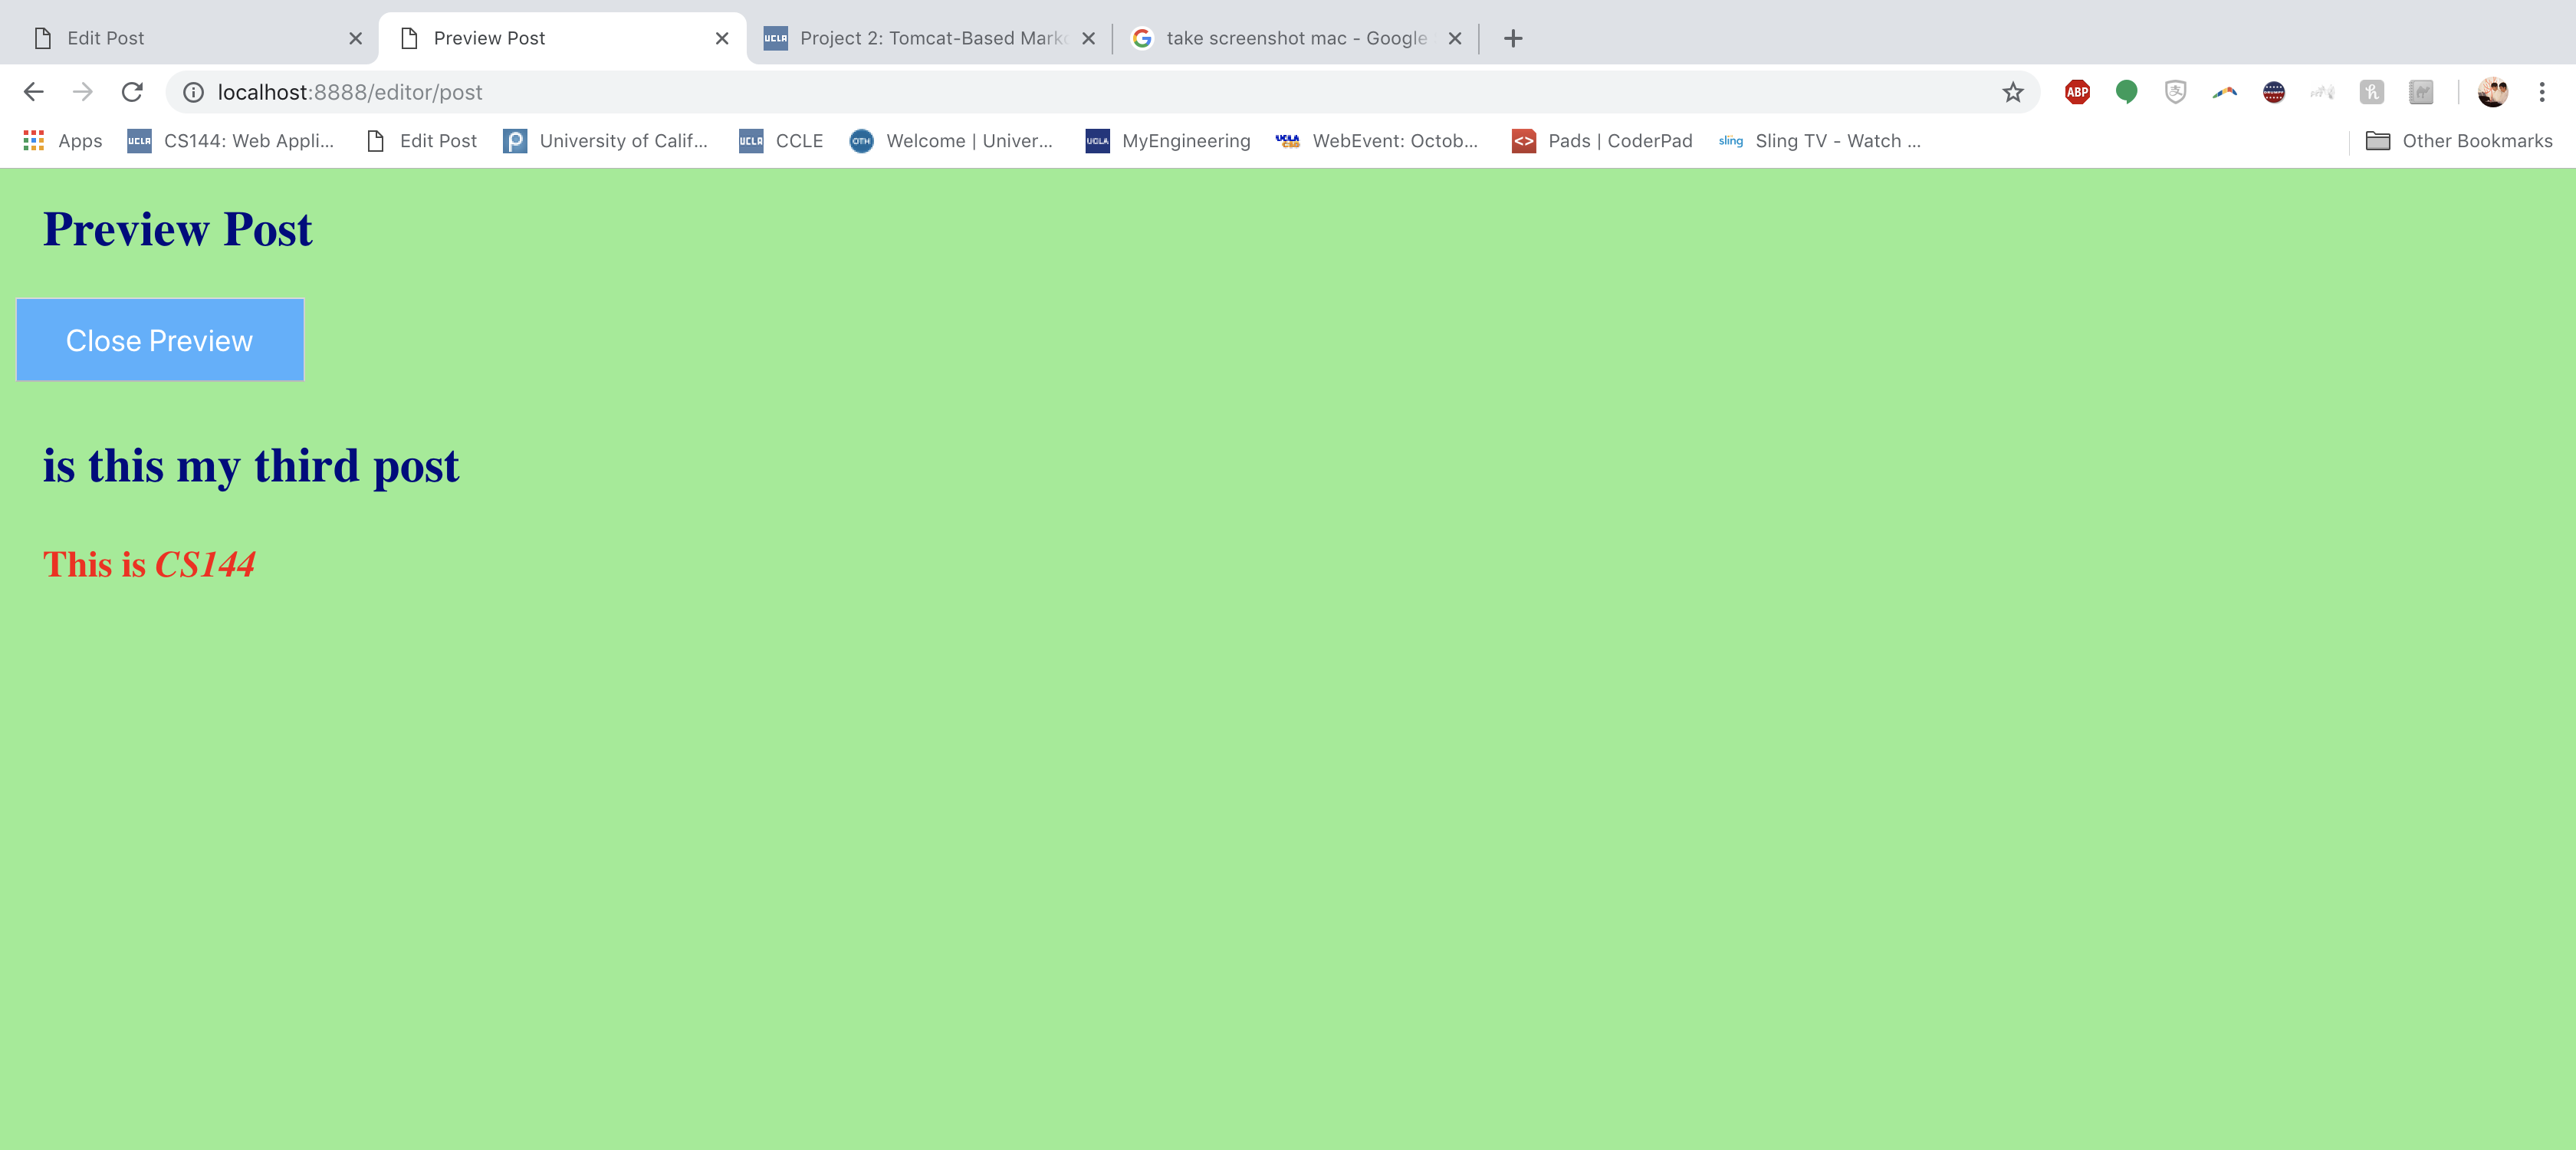 Edit Post
Preview Post
UCLA Project 2: Tomcat-Based Mark
take screenshot mac - Google
localhost:8888/editor/post
ABP
Apps
UCLA CS144: Web Appli...
Edit Post
University of Calif...
UCLA CCLE
OTH Welcome | Univer...
UCLA MyEngineering
WebEvent: Octob...
<> Pads | CoderPad
sling Sling TV - Watch ...
Other Bookmarks
Preview Post
Close Preview
is this my third post
This is CS144